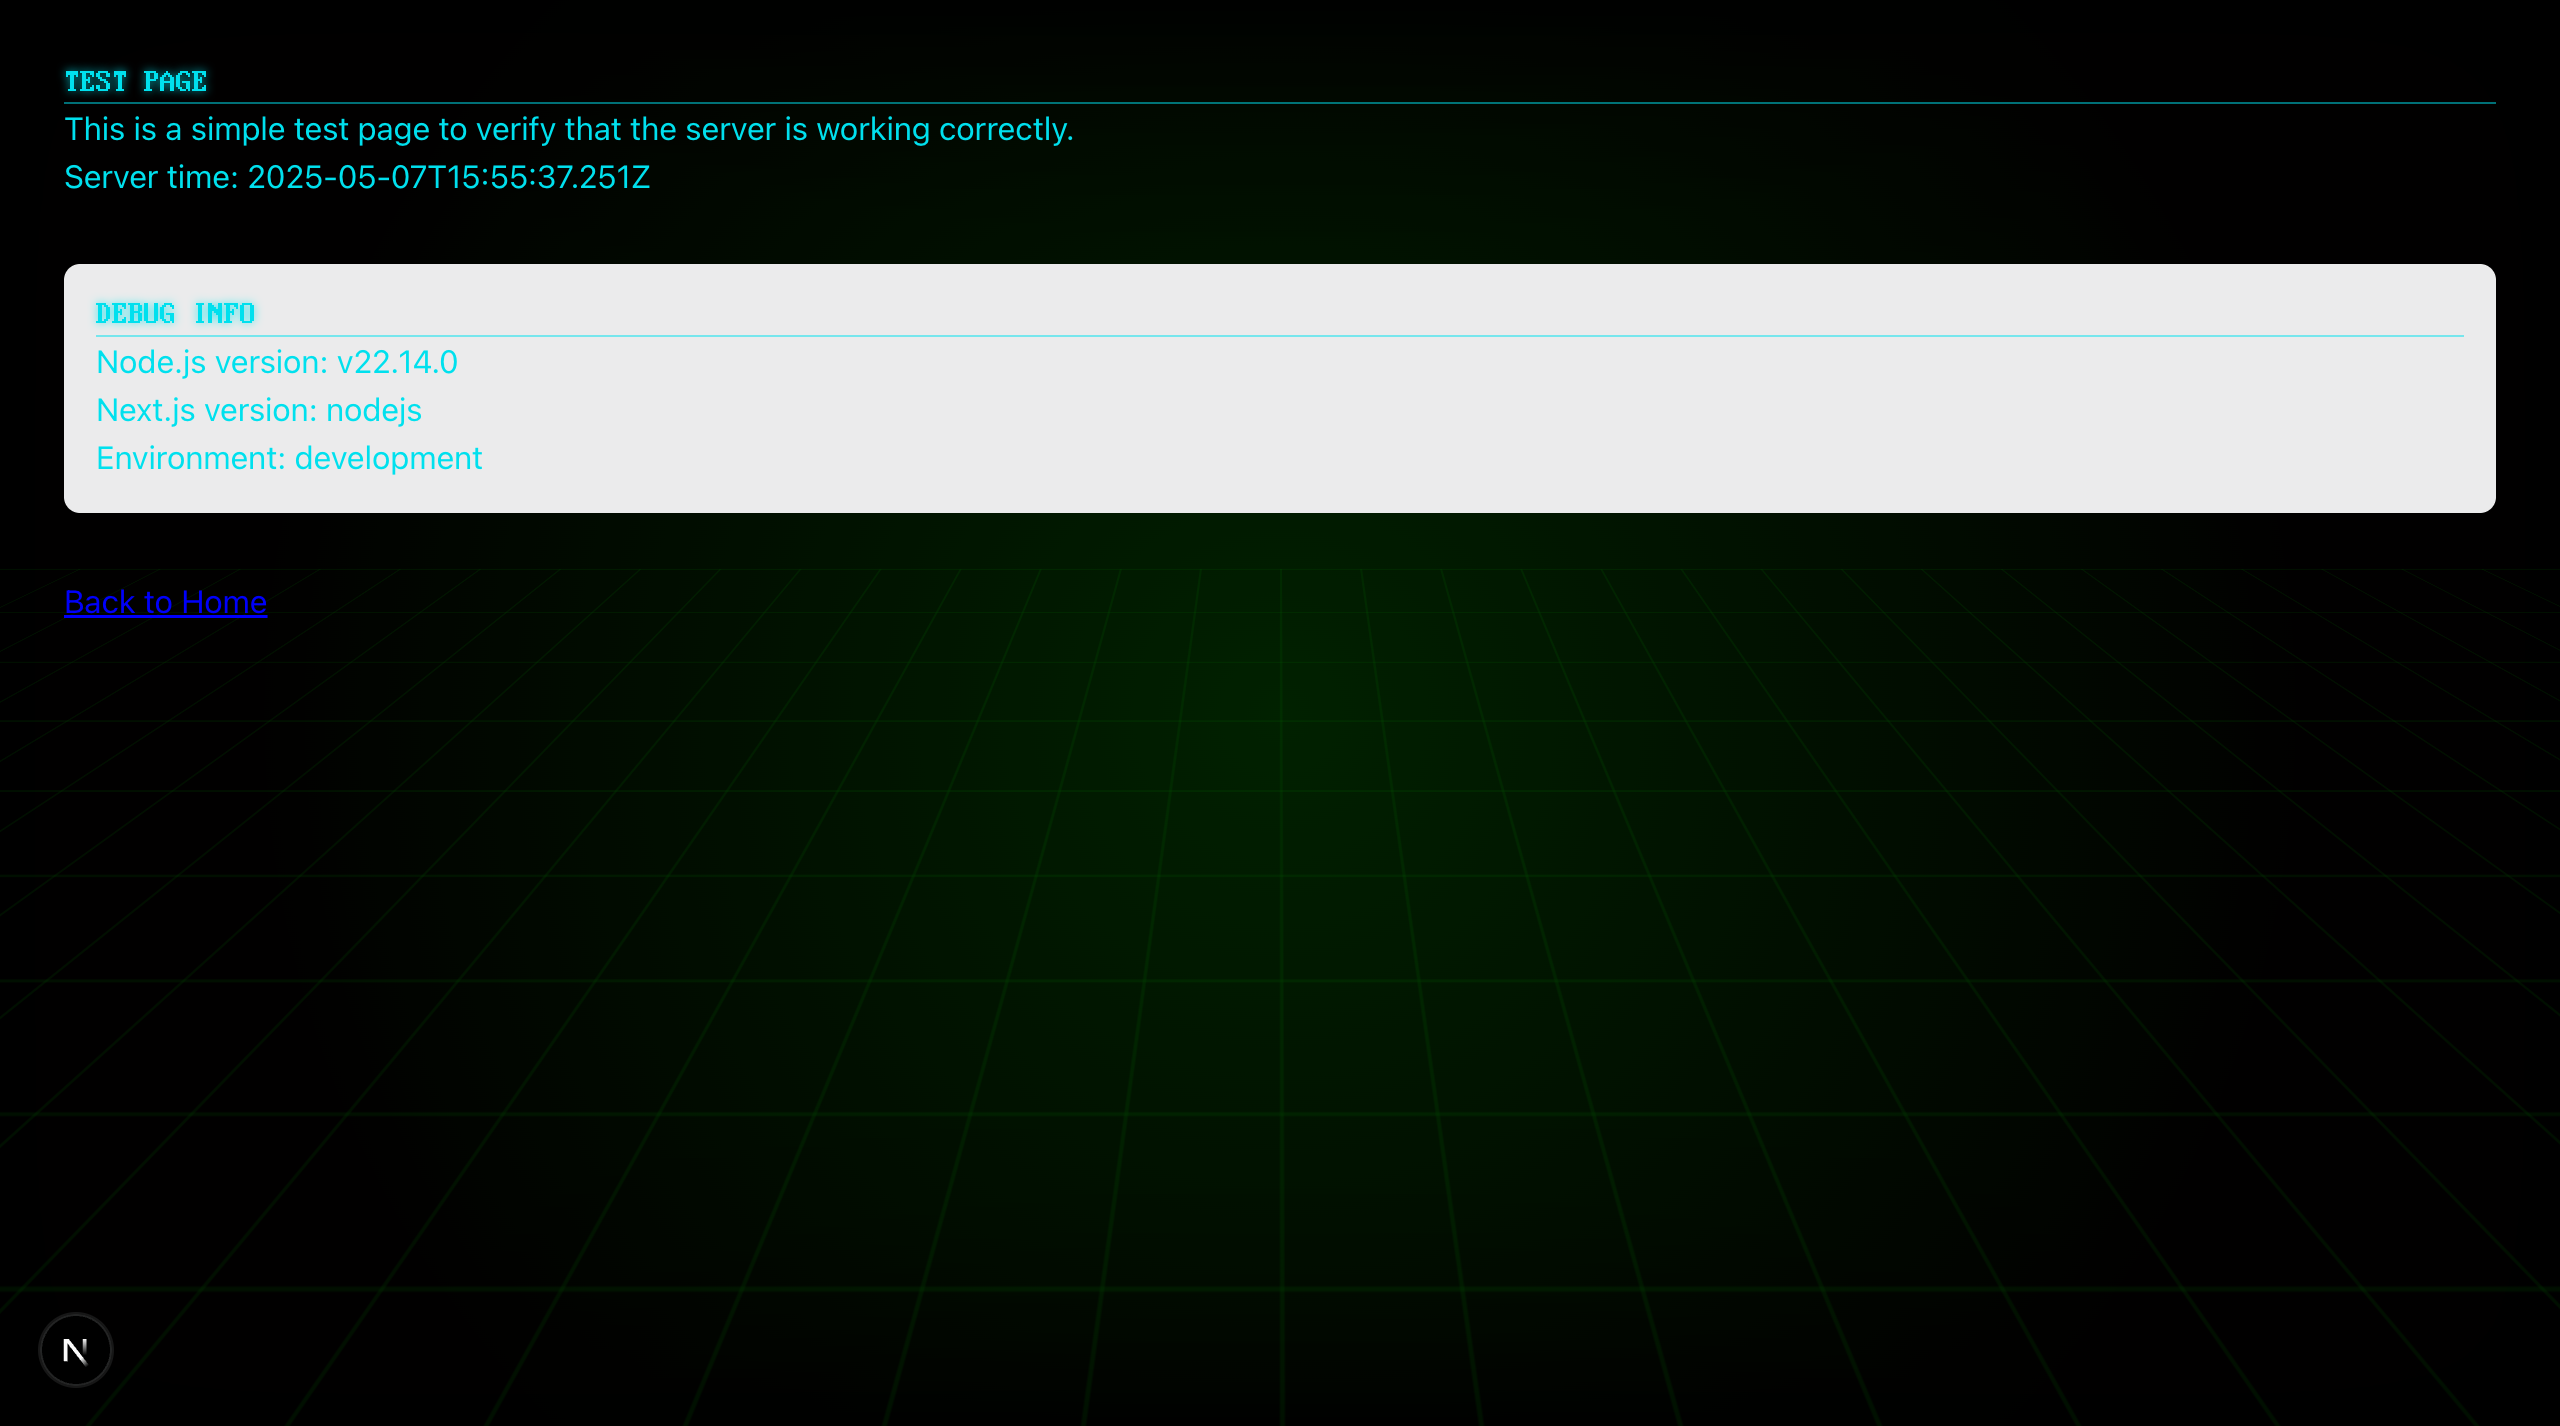 TEST PAGE
This is a simple test page to verify that the server is working correctly.
Server time: 2025-05-07T15:55:37.251Z
DEBUG INFO
Node.js version: v22.14.0
Next.js version: nodejs
Environment: development
Back to Home
N